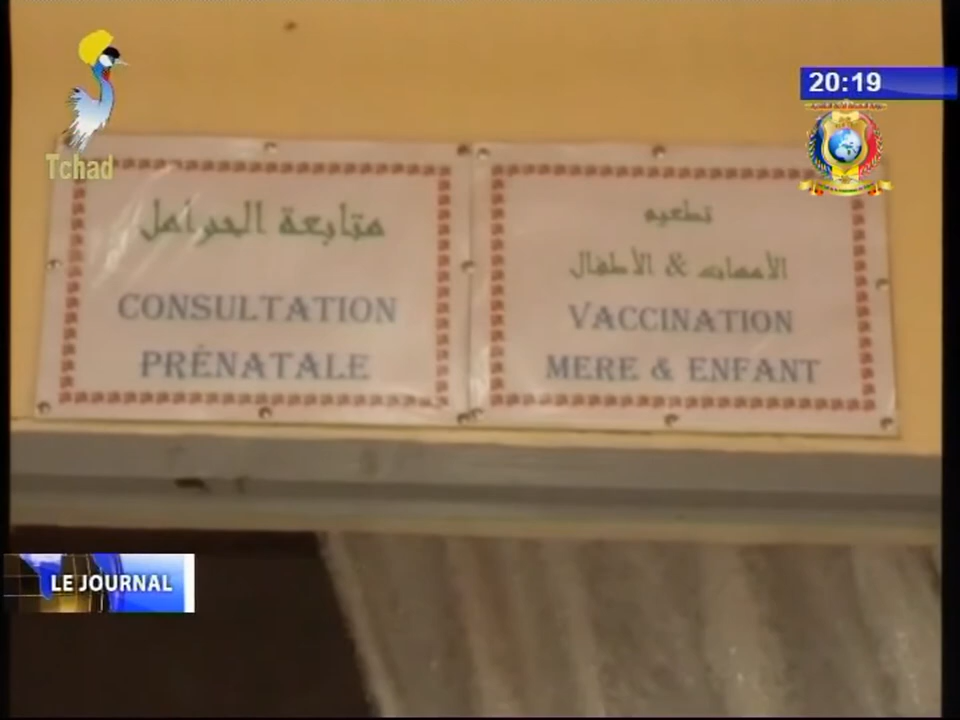 Tchad
20:19
متابعة الحوامل
CONSULTATION
PRÉNATALE
تطعيم
الأمهات & الأطفال
VACCINATION
MERE & ENFANT
LE JOURNAL